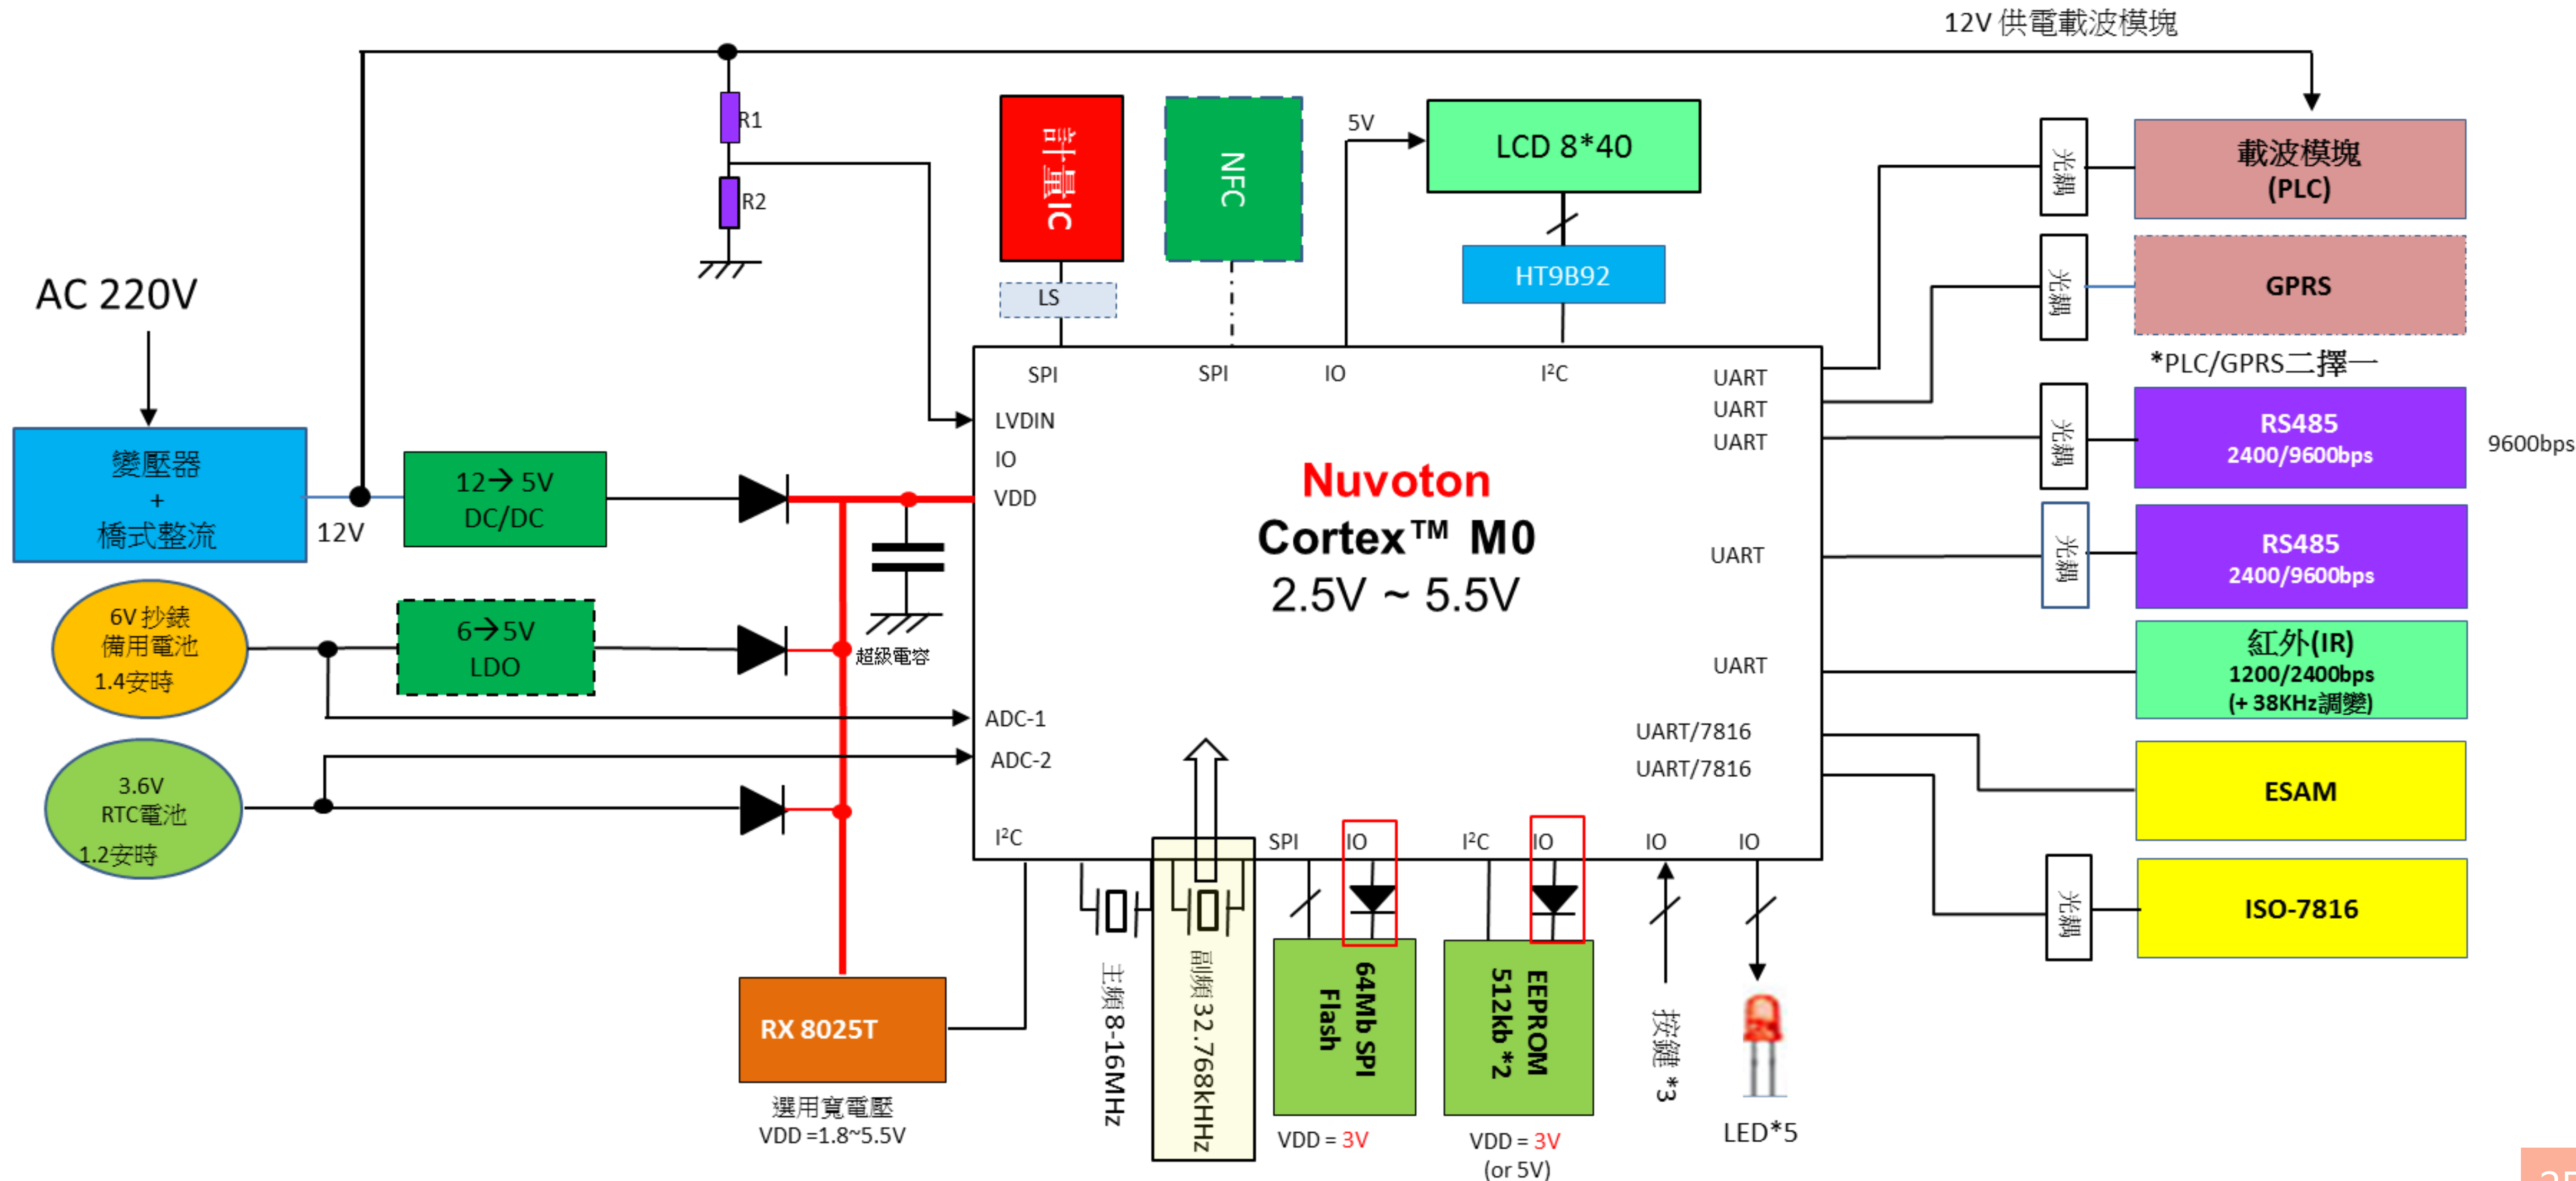 12V 供電載波模塊
R1
R2
計量IC
LS
NFC
5V
LCD 8*40
HT9B92
光耦
載波模塊
(PLC)
光耦
GPRS
*PLC/GPRS二擇一
光耦
RS485
2400/9600bps
9600bps
光耦
RS485
2400/9600bps
紅外(IR)
1200/2400bps
(+ 38KHz調變)
ESAM
光耦
ISO-7816
AC 220V
變壓器
+
橋式整流
12V
12→ 5V
DC/DC
6V 抄錶
備用電池
1.4安時
6→5V
LDO
超級電容
3.6V
RTC電池
1.2安時
SPI
SPI
IO
I²C
LVDIN
IO
VDD
ADC-1
ADC-2
I²C
Nuvoton
Cortex™ M0
2.5V ~ 5.5V
UART
UART
UART
UART
UART
UART/7816
UART/7816
SPI
IO
I²C
IO
IO
IO
RX 8025T
選用寬電壓
VDD =1.8~5.5V
主頻 8-16MHz
副頻 32.768kHHz
64Mb SPI
Flash
VDD = 3V
EEPROM
512kb *2
VDD = 3V
(or 5V)
按鍵 *3
LED*5